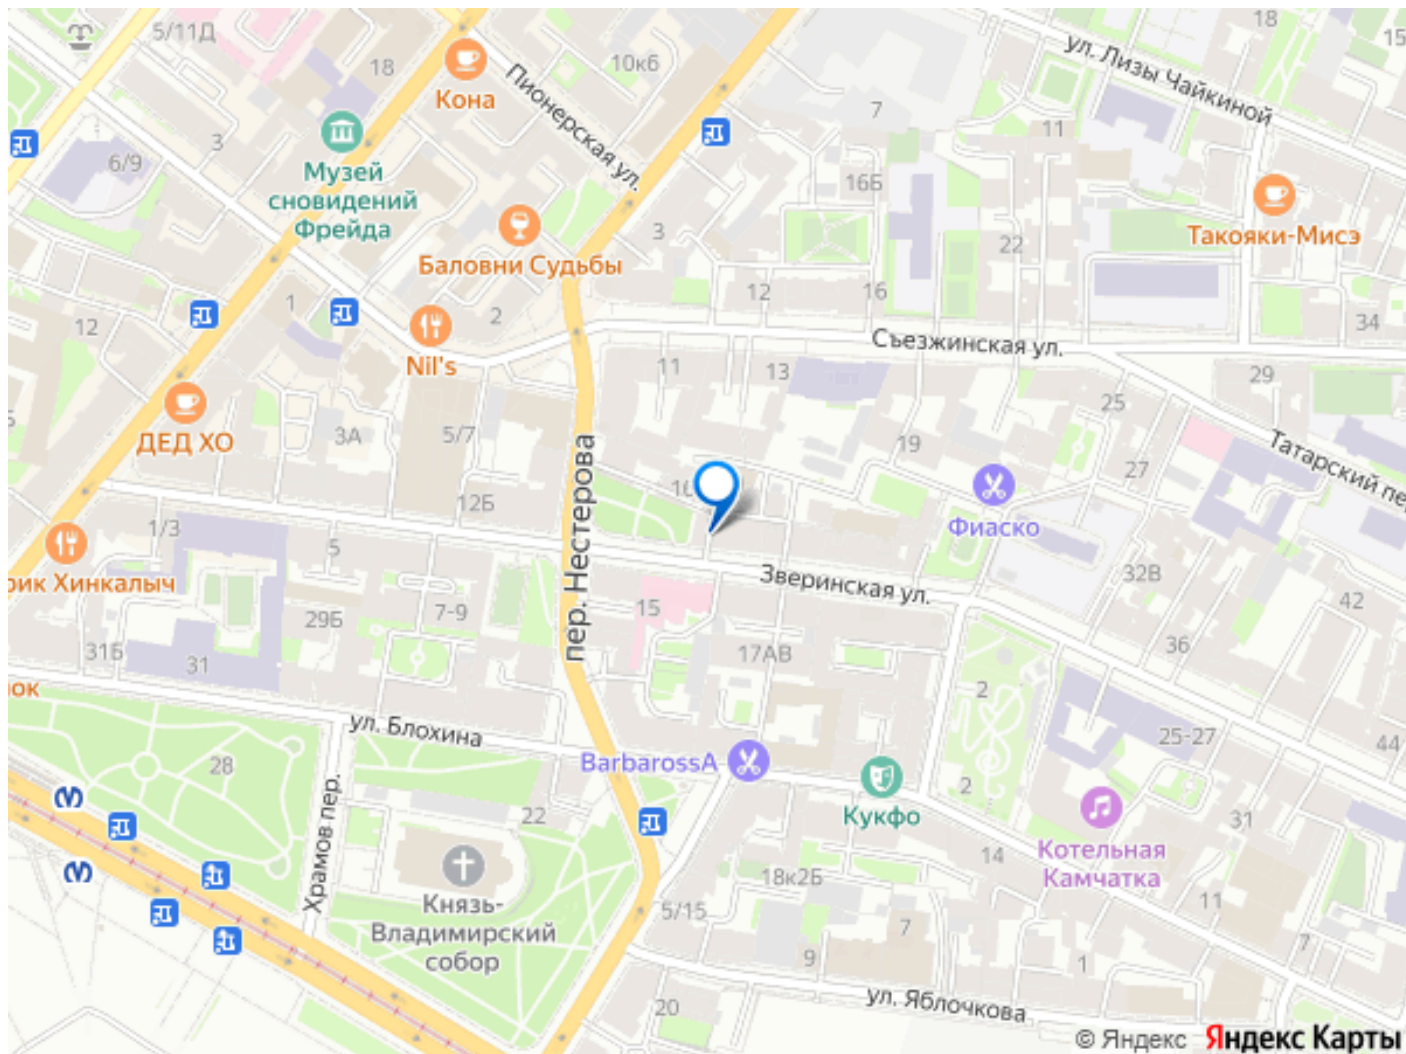 5/11Д
18
15
ул. Лизы Чайкиной
10к6
18
Кона
Пионерская ул.
7
11
3
6/9
Музей
сновидений
Фрейда
16Б
Такояки-Мисэ
3
22
Баловни Судьбы
1
12
16
2
34
12
Съезжинская ул.
Nil's
11
13
29
25
ДЕД ХО
3А
5/7
19
Татарский пе
27
пер. Нестерова
12Б
Фиаско
1/3
5
рик Хинкалыч
Зверинская ул.
32В
42
29Б
7-9
15
36
31Б
31
17АВ
2
ул. Блохина
25-27
44
28
BarbarossA
2
Храмов пер.
22
Кукфо
31
Котельная
Камчатка
14
18к2Б
11
Князь-
Владимирский
собор
5/15
7
7
9
1
ул. Яблочкова
20
© Яндекс Яндекс Карты